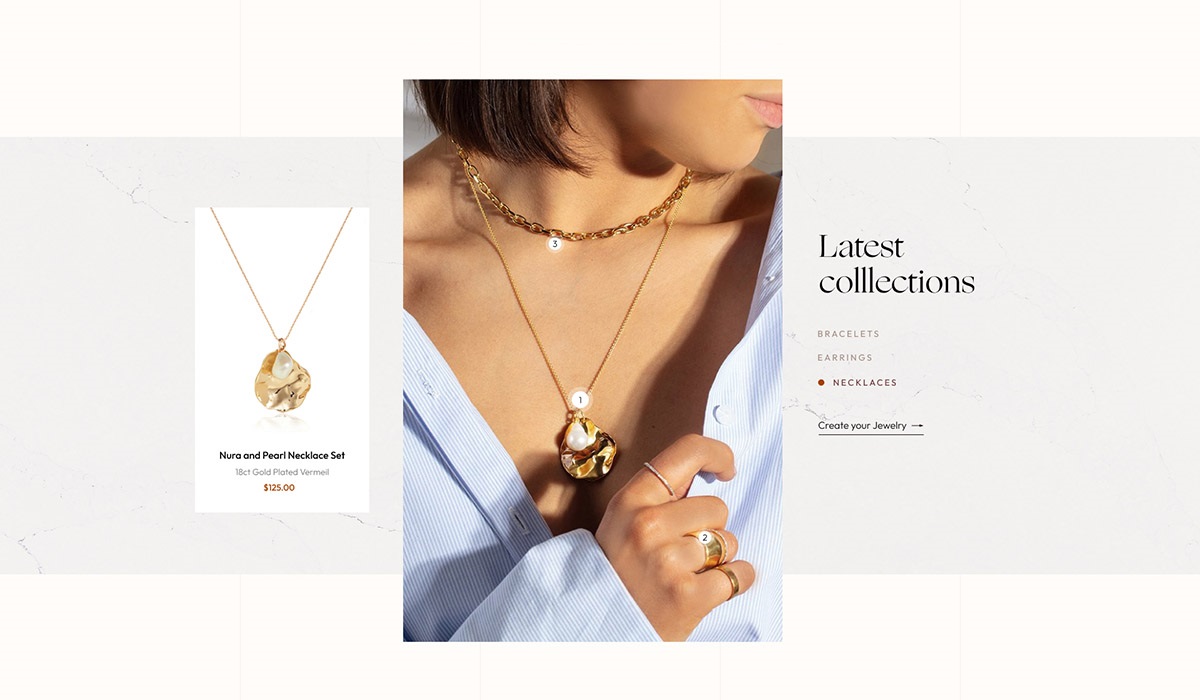 Nura and Pearl Necklace Set
18ct Gold Plated Vermeil
$125.00
3
1
2
Latest
colllections
BRACELETS
EARRINGS
NECKLACES
Create your Jewelry